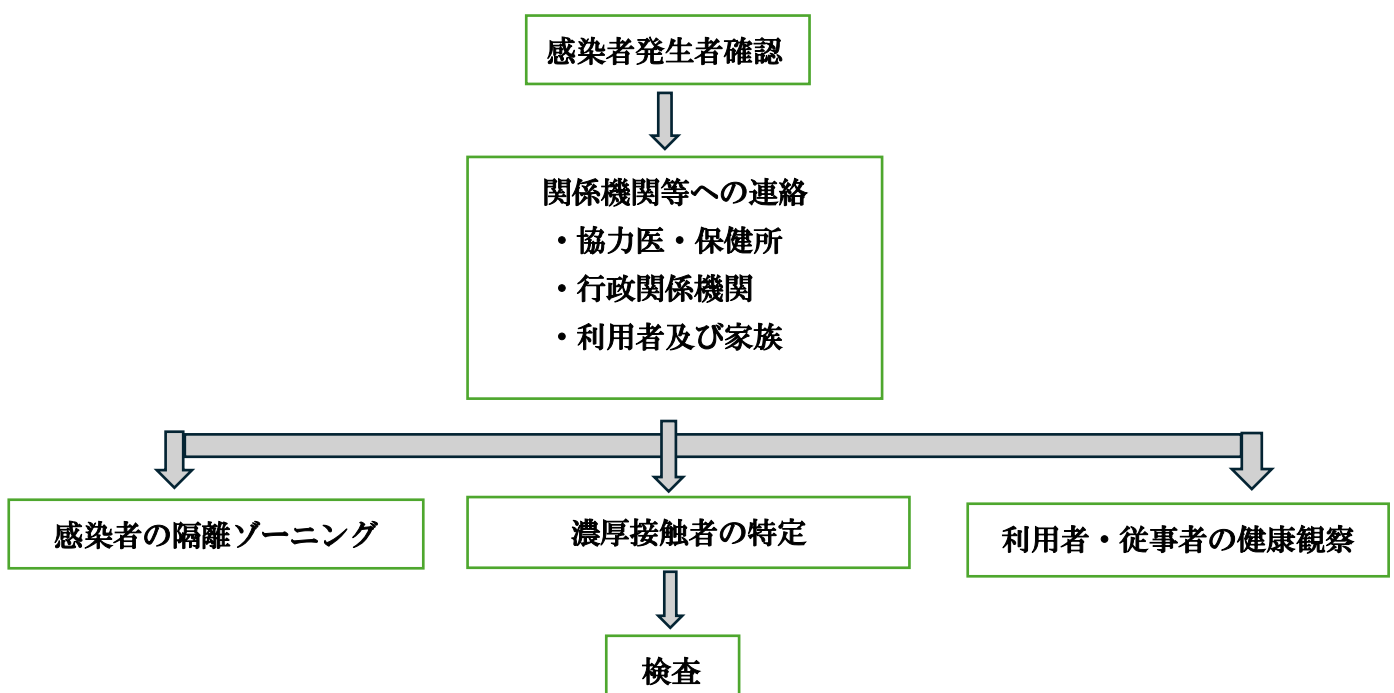 感染者発生者確認
関係機関等への連絡
・協力医・保健所
・行政関係機関
・利用者及び家族
感染者の隔離ゾーニング
濃厚接触者の特定
利用者・従事者の健康観察
検査